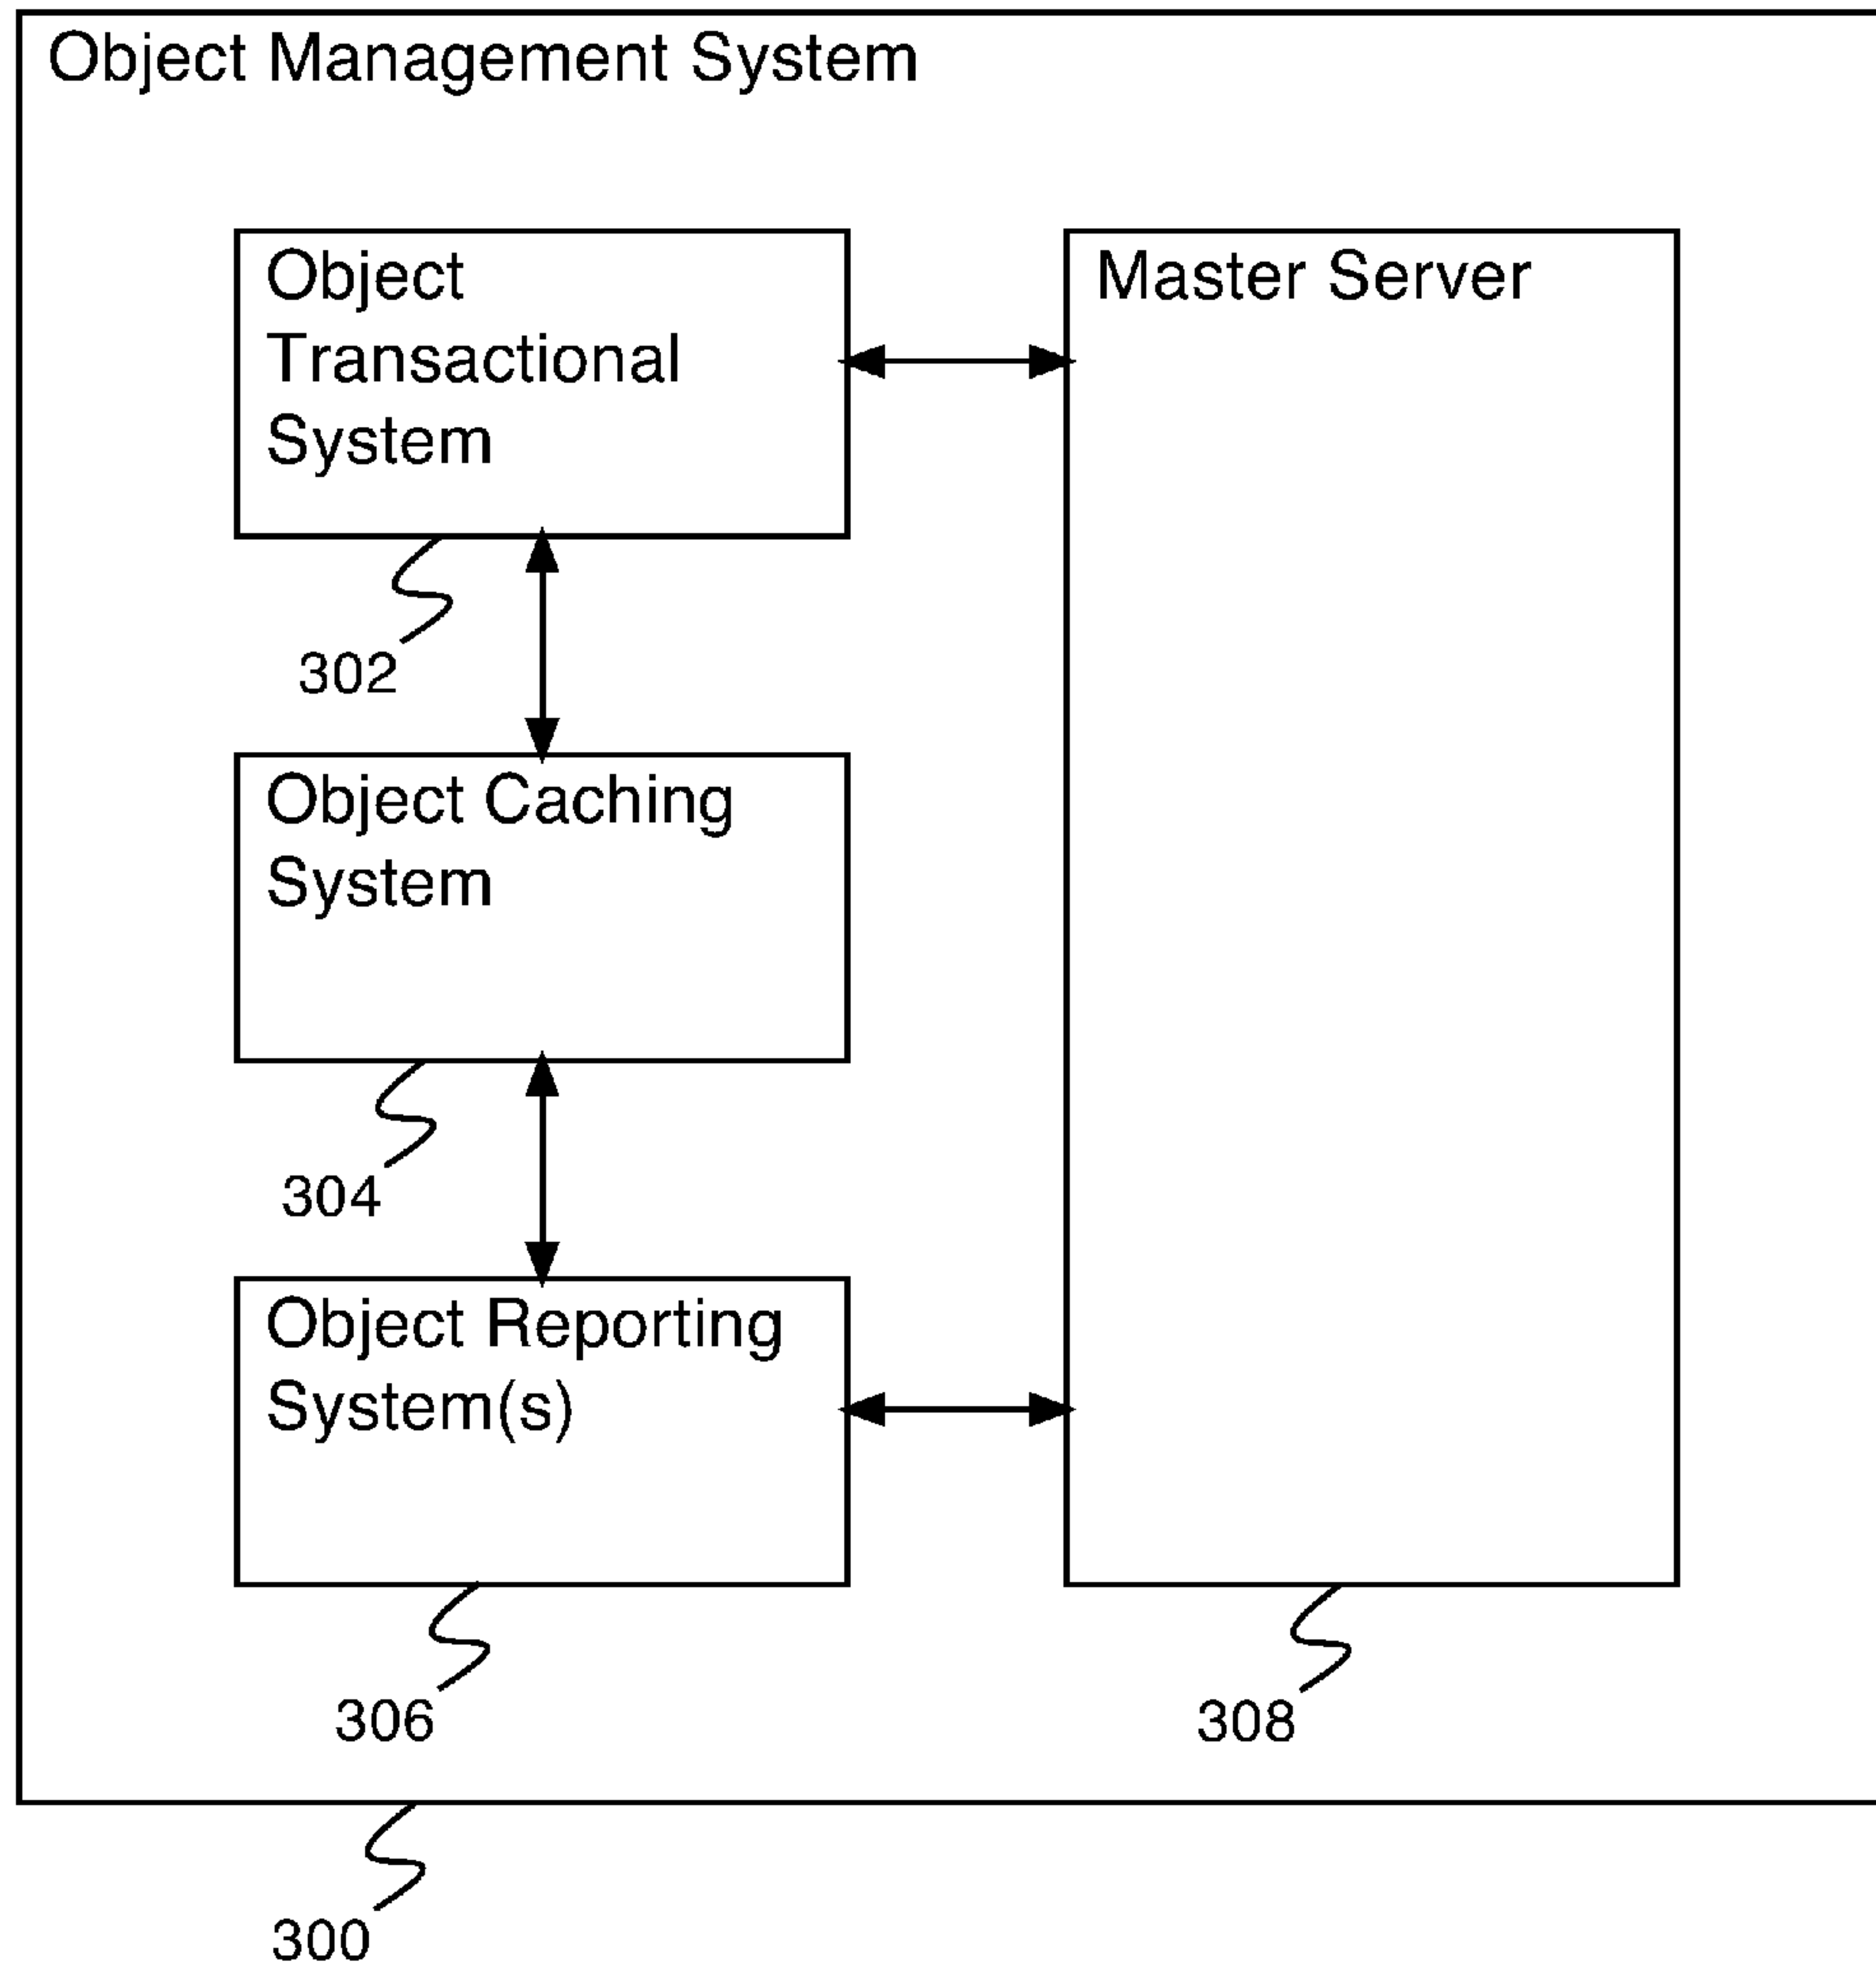 Object Management System
Object
Transactional
System
Master Server
302
Object Caching
System
304
Object Reporting
System(s)
306
308
300